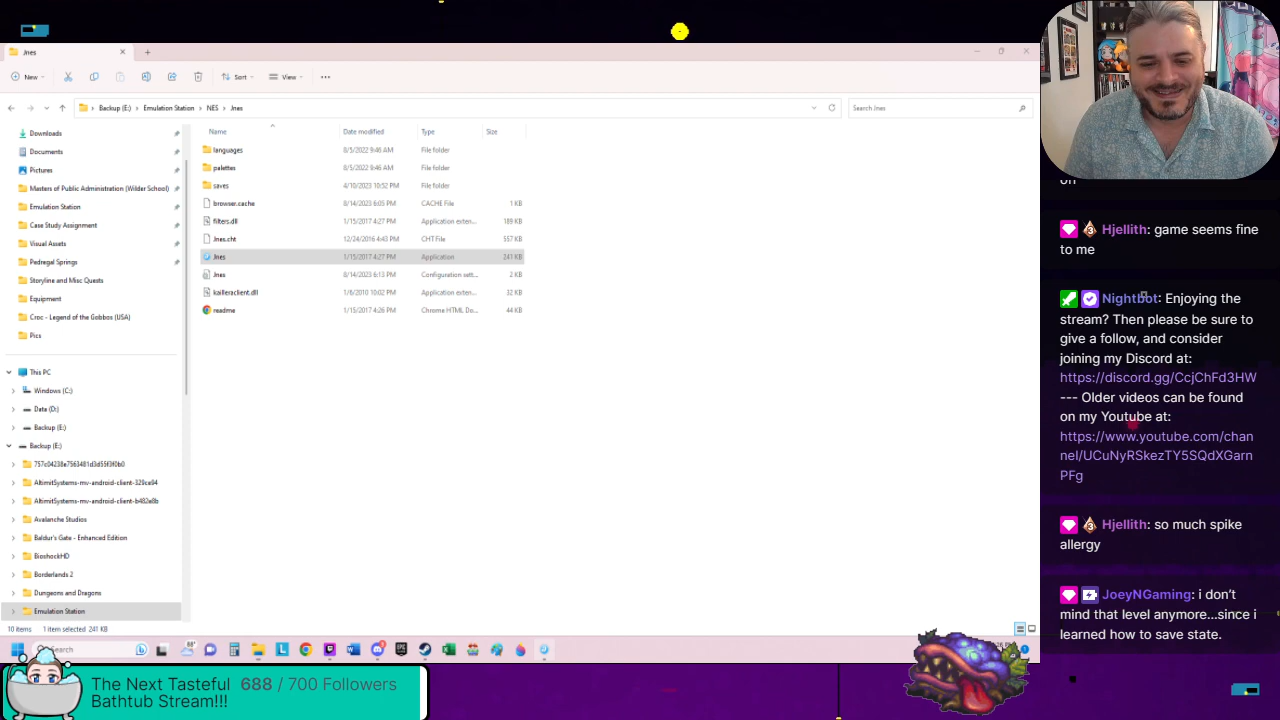 Jnes
New
Sort
View
Backup (E:) > Emulation Station > NES > Jnes
Search Jnes
Name Date modified Type Size
languages 8/5/2022 9:46 AM File folder
palettes 8/5/2022 9:46 AM File folder
saves 4/10/2023 10:52 PM File folder
browser.cache 8/14/2023 6:05 PM CACHE File 1 KB
filters.dll 1/15/2017 4:27 PM Application exten... 189 KB
Jnes.cht 12/24/2016 4:43 PM CHT File 557 KB
Jnes 1/15/2017 4:27 PM Application 241 KB
Jnes 8/14/2023 6:13 PM Configuration sett... 2 KB
kailleraclient.dll 1/6/2010 10:02 PM Application exten... 32 KB
readme 1/15/2017 4:26 PM Chrome HTML Do... 44 KB
Downloads
Documents
Pictures
Masters of Public Administration (Wilder School)
Emulation Station
Case Study Assignment
Visual Assets
Pedregal Springs
Storyline and Misc Quests
Equipment
Croc - Legend of the Gobbos (USA)
Pics
This PC
Windows (C:)
Data (D:)
Backup (E:)
Backup (E:)
757c04238e7563481d3d55f3f0b0
AltimitSystems-mv-android-client-329ce94
AltimitSystems-mv-android-client-b482e8b
Avalanche Studios
Baldur's Gate - Enhanced Edition
BioshockHD
Borderlands 2
Dungeons and Dragons
Emulation Station
10 items 1 item selected 241 KB
Search
The Next Tasteful 688 / 700 Followers
Bathtub Stream!!!
Hjellith: game seems fine
to me
Nightbot: Enjoying the
stream? Then please be sure to
give a follow, and consider
joining my Discord at:
https://discord.gg/CcjChFd3HW
--- Older videos can be found
on my Youtube at:
https://www.youtube.com/chan
nel/UCuNyRSkezTY5SQdXGarn
PFg
Hjellith: so much spike
allergy
JoeyNGaming: i don't
mind that level anymore...since i
learned how to save state.